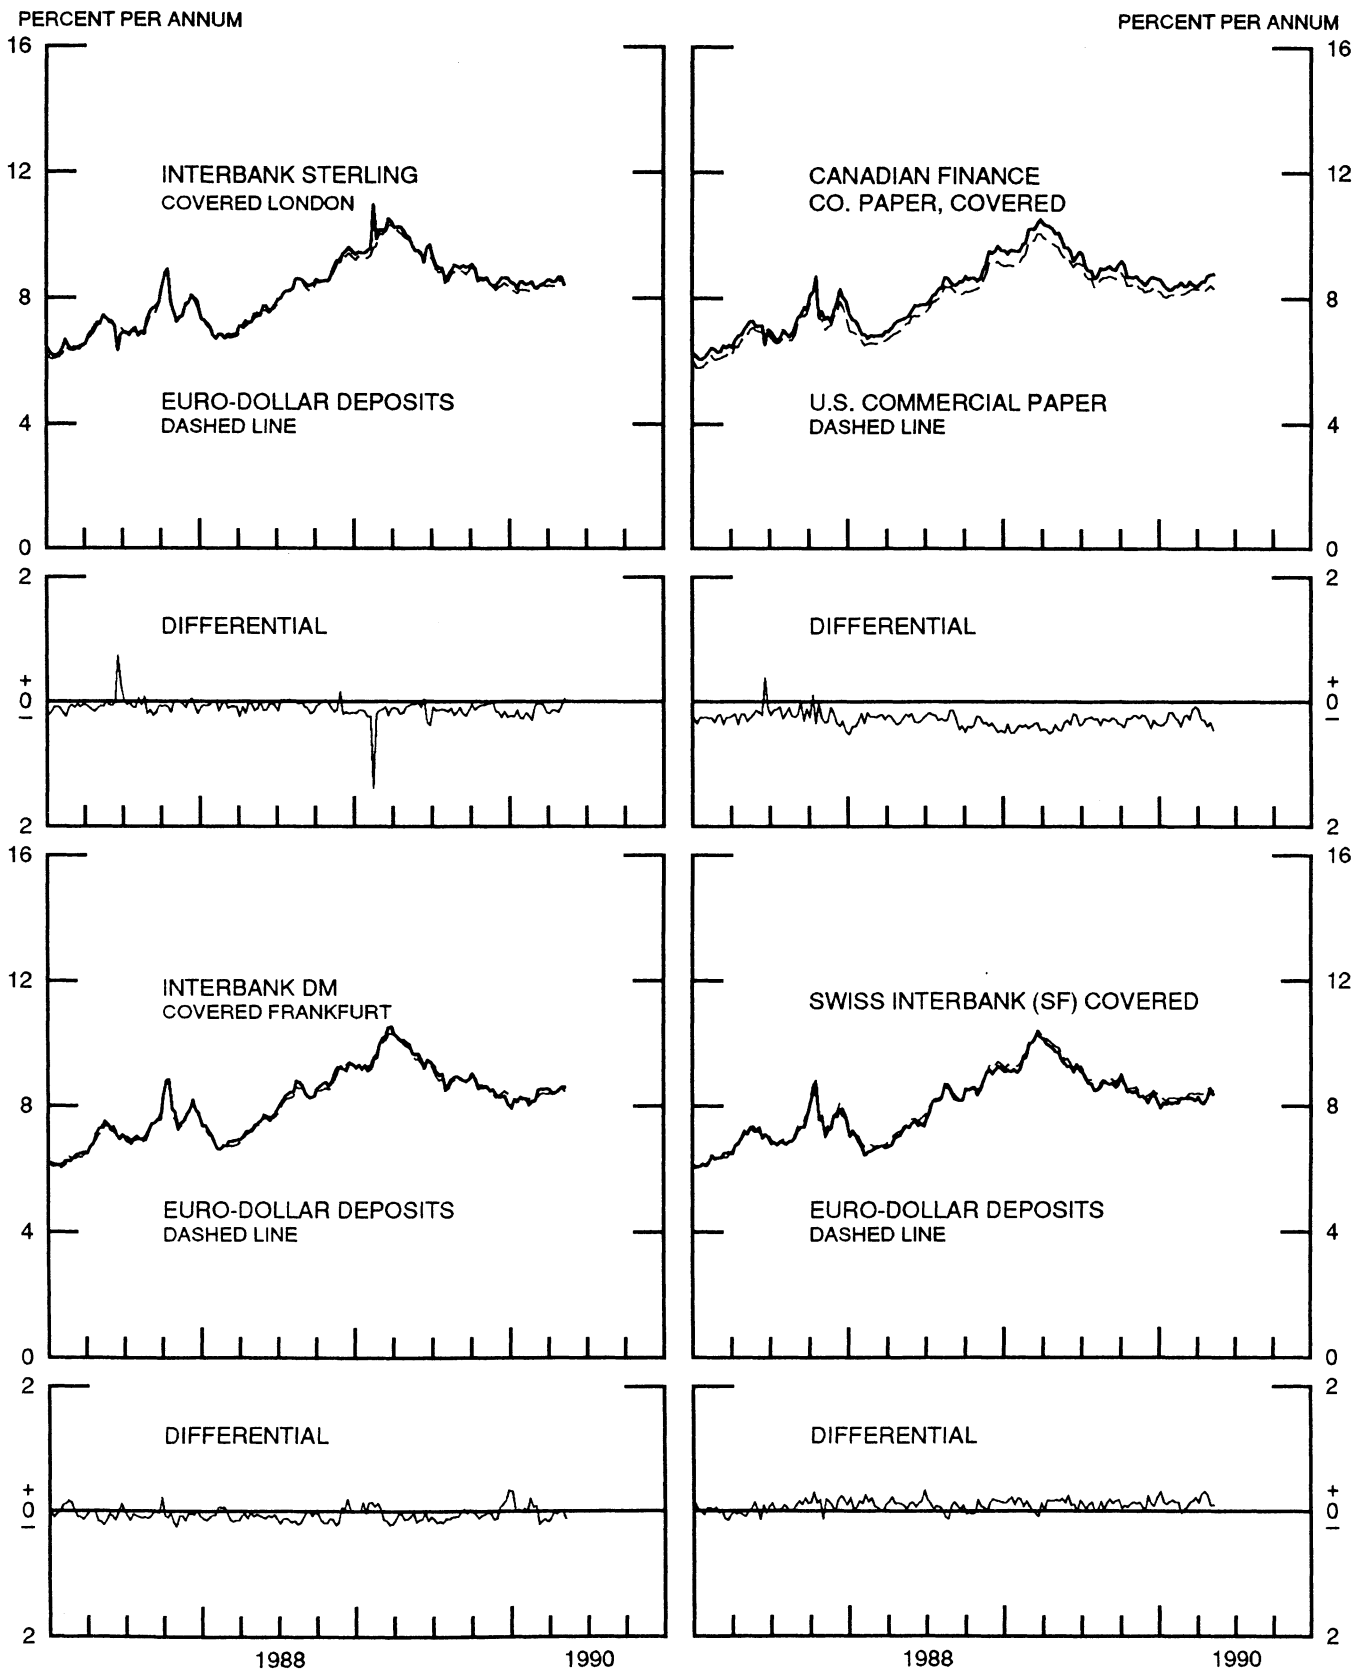 PERCENT PER ANNUM
PERCENT PER ANNUM
16
12
8
4
0
INTERBANK STERLING
COVERED LONDON
EURO-DOLLAR DEPOSITS
DASHED LINE
CANADIAN FINANCE
CO. PAPER, COVERED
U.S. COMMERCIAL PAPER
DASHED LINE
16
12
8
4
0
2
+
0
−
2
DIFFERENTIAL
DIFFERENTIAL
2
+
0
−
2
16
12
8
4
0
INTERBANK DM
COVERED FRANKFURT
EURO-DOLLAR DEPOSITS
DASHED LINE
SWISS INTERBANK (SF) COVERED
EURO-DOLLAR DEPOSITS
DASHED LINE
16
12
8
4
0
2
+
0
−
2
DIFFERENTIAL
DIFFERENTIAL
2
+
0
−
2
1988
1990
1988
1990